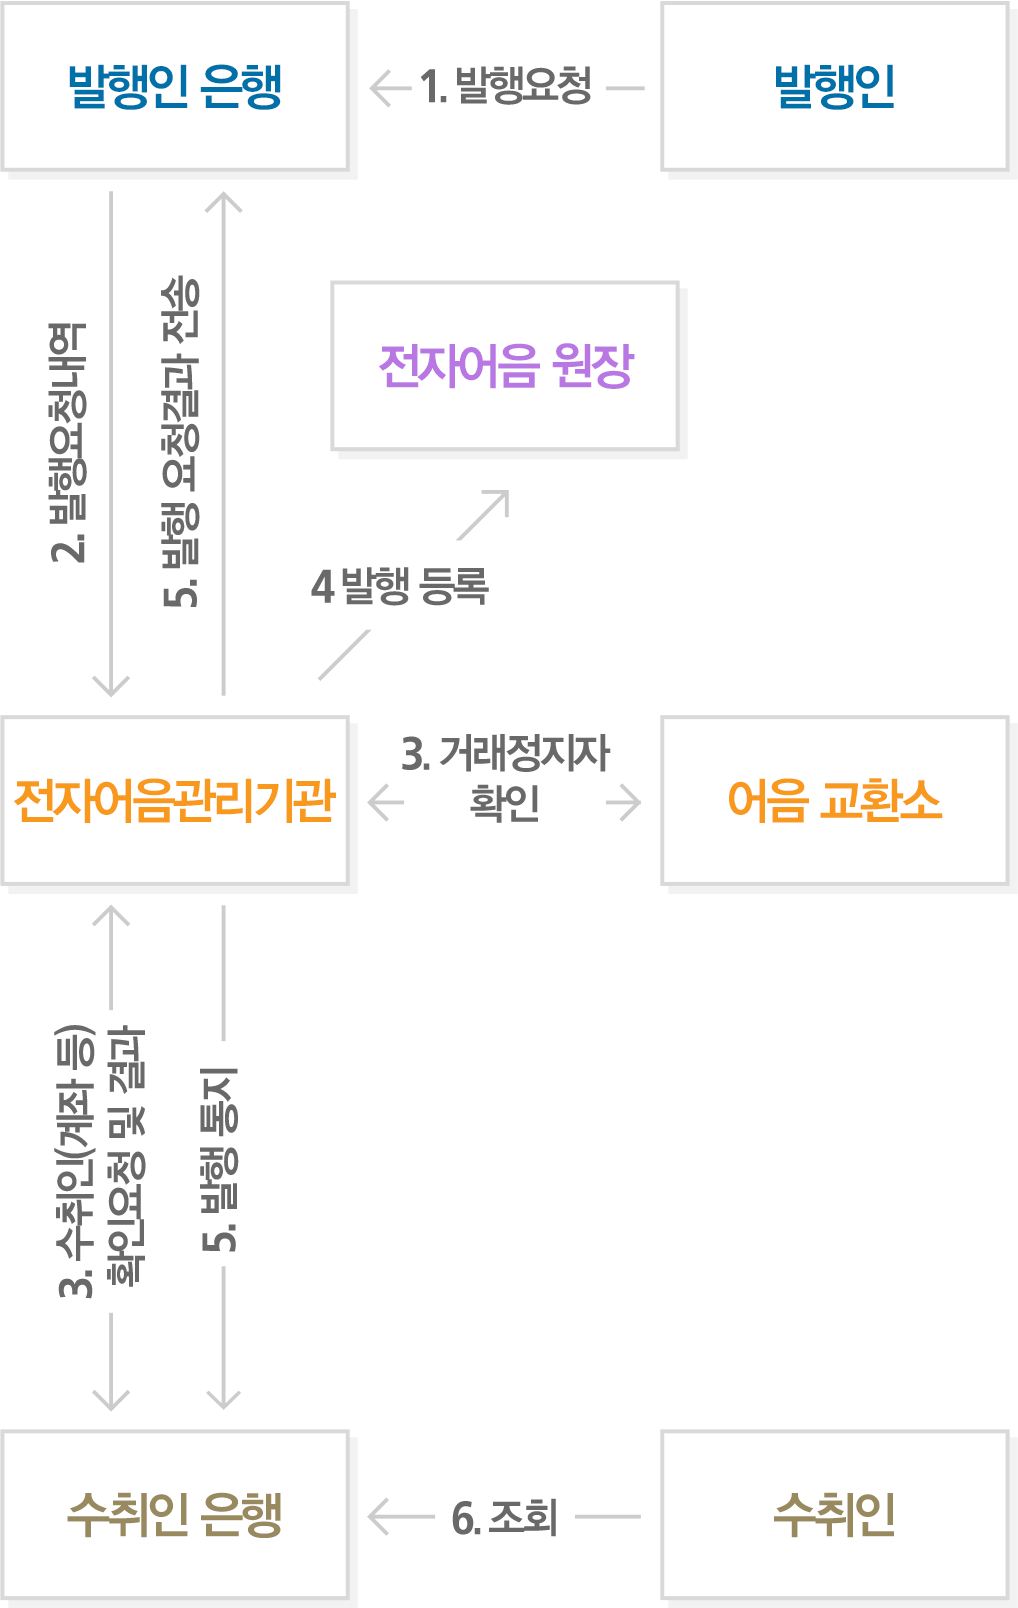 발행인 은행
1. 발행요청
발행인
2. 발행요청내역
5. 발행 요청결과 전송
전자어음 원장
4 발행 등록
전자어음관리기관
3. 거래정지자
확인
어음 교환소
3. 수취인(계좌 등)
확인요청 및 결과
5. 발행 통지
수취인 은행
6. 조회
수취인